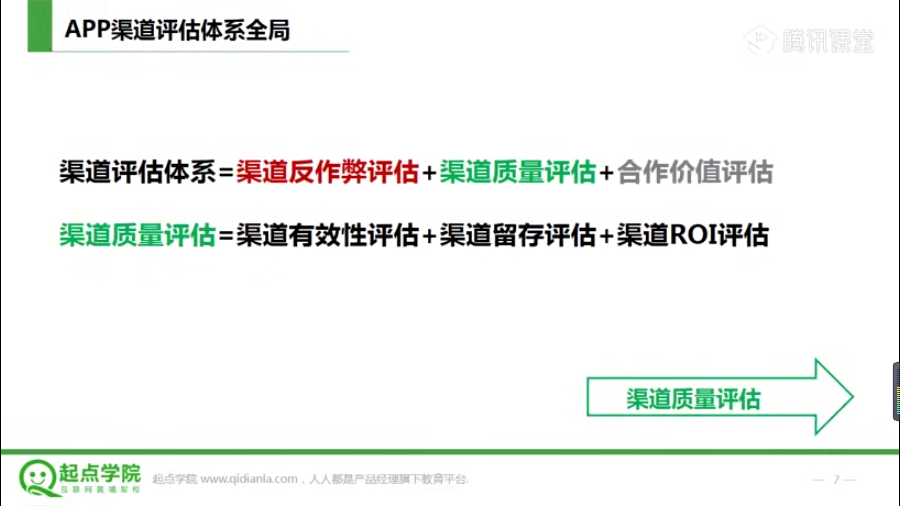 APP渠道评估体系全局
腾讯课堂
渠道评估体系=渠道反作弊评估+渠道质量评估+合作价值评估
渠道质量评估=渠道有效性评估+渠道留存评估+渠道ROI评估
渠道质量评估
起点学院
互联网黄埔军校
起点学院 www.qidianla.com，人人都是产品经理旗下教育平台.
— 7 —